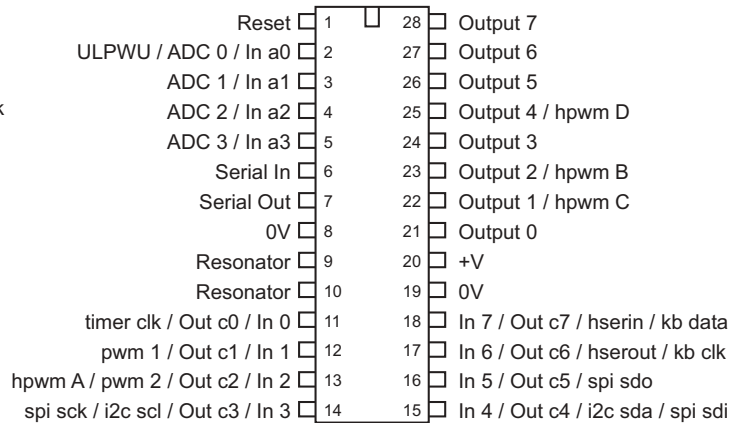 Reset 1 28 Output 7
ULPWU / ADC 0 / In a0 2 27 Output 6
ADC 1 / In a1 3 26 Output 5
k
ADC 2 / In a2 4 25 Output 4 / hpwm D
ADC 3 / In a3 5 24 Output 3
Serial In 6 23 Output 2 / hpwm B
Serial Out 7 22 Output 1 / hpwm C
0V 8 21 Output 0
Resonator 9 20 +V
Resonator 10 19 0V
timer clk / Out c0 / In 0 11 18 In 7 / Out c7 / hserin / kb data
pwm 1 / Out c1 / In 1 12 17 In 6 / Out c6 / hserout / kb clk
hpwm A / pwm 2 / Out c2 / In 2 13 16 In 5 / Out c5 / spi sdo
spi sck / i2c scl / Out c3 / In 3 14 15 In 4 / Out c4 / i2c sda / spi sdi